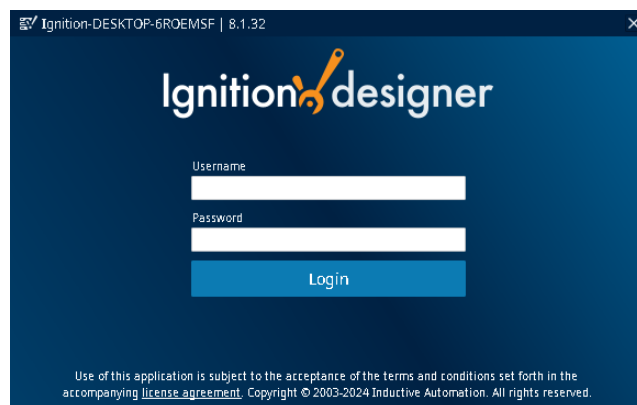 Ignition-DESKTOP-6ROEMSF | 8.1.32
Ignition designer
Username
Password
Login
Use of this application is subject to the acceptance of the terms and conditions set forth in the
accompanying license agreement. Copyright © 2003-2024 Inductive Automation. All rights reserved.